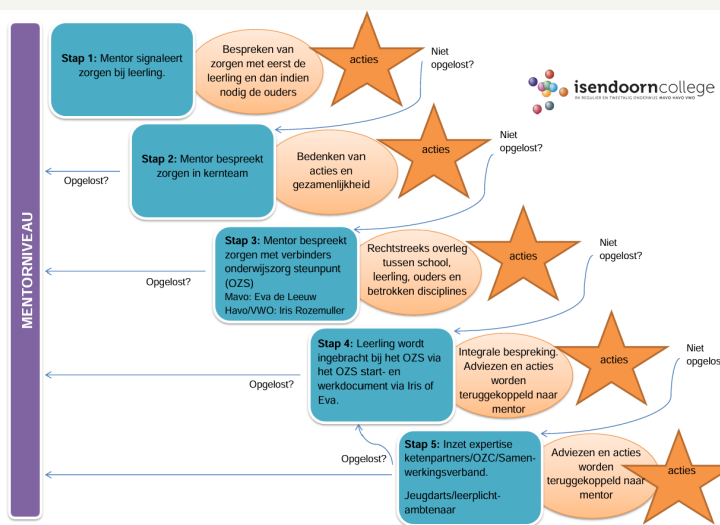 Stap 1: Mentor signaleert
zorgen bij leerling.
Bespreken van
zorgen met eerst de
leerling en dan indien
nodig de ouders
acties
Niet
opgelost?
isendoorncollege
Stap 2: Mentor bespreekt
zorgen in kernteam
Bedenken van
acties en
gezamenlijkheid
acties
Niet
opgelost?
Opgelost?
Stap 3: Mentor bespreekt
zorgen met verbinders
onderwijszorg steunpunt
(OZS)
Mavo: Eva de Leeuw
Havo/VWO: Iris Rozemuller
Rechtstreeks overleg
tussen school,
leerling, ouders en
betrokken disciplines
acties
Niet
opgelost?
Opgelost?
Stap 4: Leerling wordt
ingebracht bij het OZS via
het OZS start- en
werkdocument via Iris of
Eva.
Integrale bespreking.
Adviezen en acties
worden
teruggekoppeld naar
mentor
acties
Niet
opgelos
Opgelost?
Stap 5: Inzet expertise
ketenpartners/OZC/Samen-
werkingsverband.
Jeugdarts/leerplicht-
ambtenaar
Adviezen en acties
worden
teruggekoppeld naar
mentor
acties
Opgelost?
MENTORNIVEAU